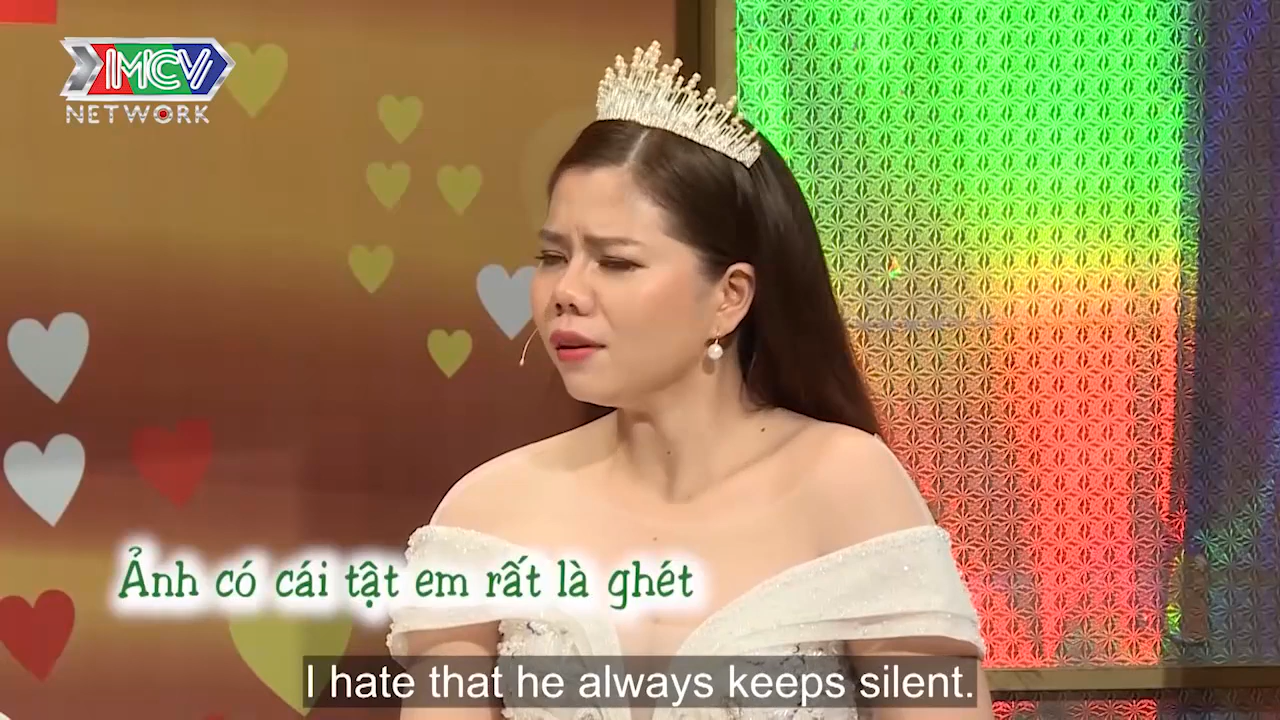 MCV
NETWORK
Ảnh có cái tật em rất là ghét
I hate that he always keeps silent.